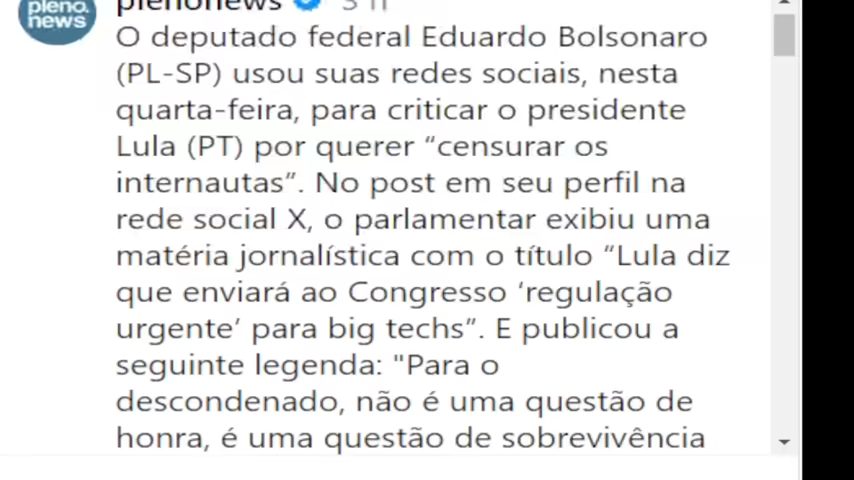 pleno.
news
plenonews 3 h
O deputado federal Eduardo Bolsonaro
(PL-SP) usou suas redes sociais, nesta
quarta-feira, para criticar o presidente
Lula (PT) por querer “censurar os
internautas”. No post em seu perfil na
rede social X, o parlamentar exibiu uma
matéria jornalística com o título “Lula diz
que enviará ao Congresso ‘regulação
urgente’ para big techs”. E publicou a
seguinte legenda: "Para o
descondenado, não é uma questão de
honra, é uma questão de sobrevivência